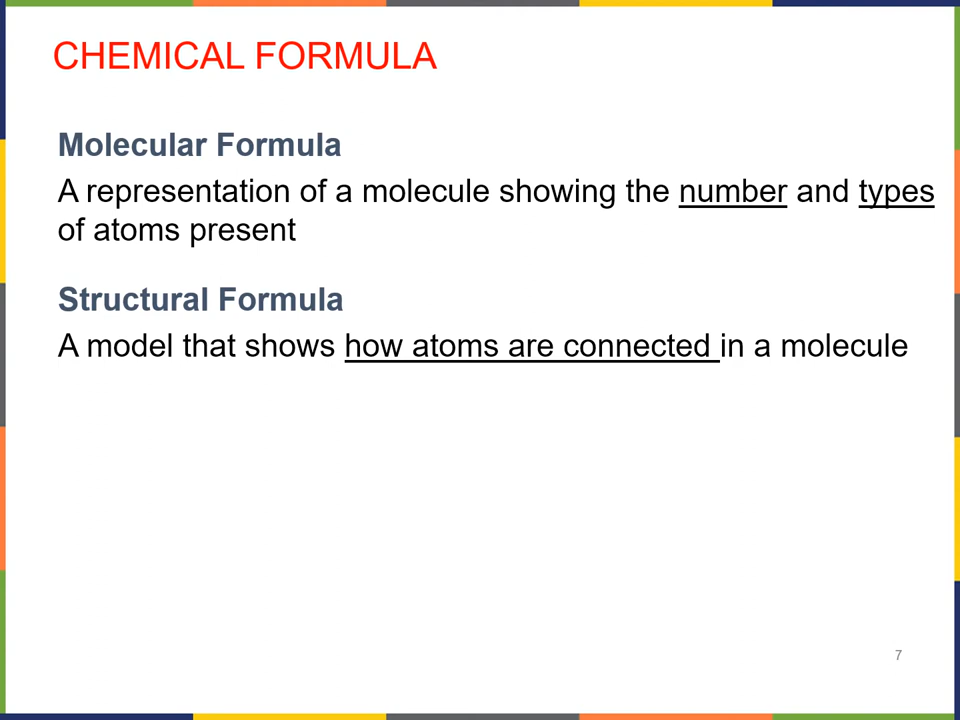 CHEMICAL FORMULA
Molecular Formula
A representation of a molecule showing the number and types
of atoms present
Structural Formula
A model that shows how atoms are connected in a molecule
7